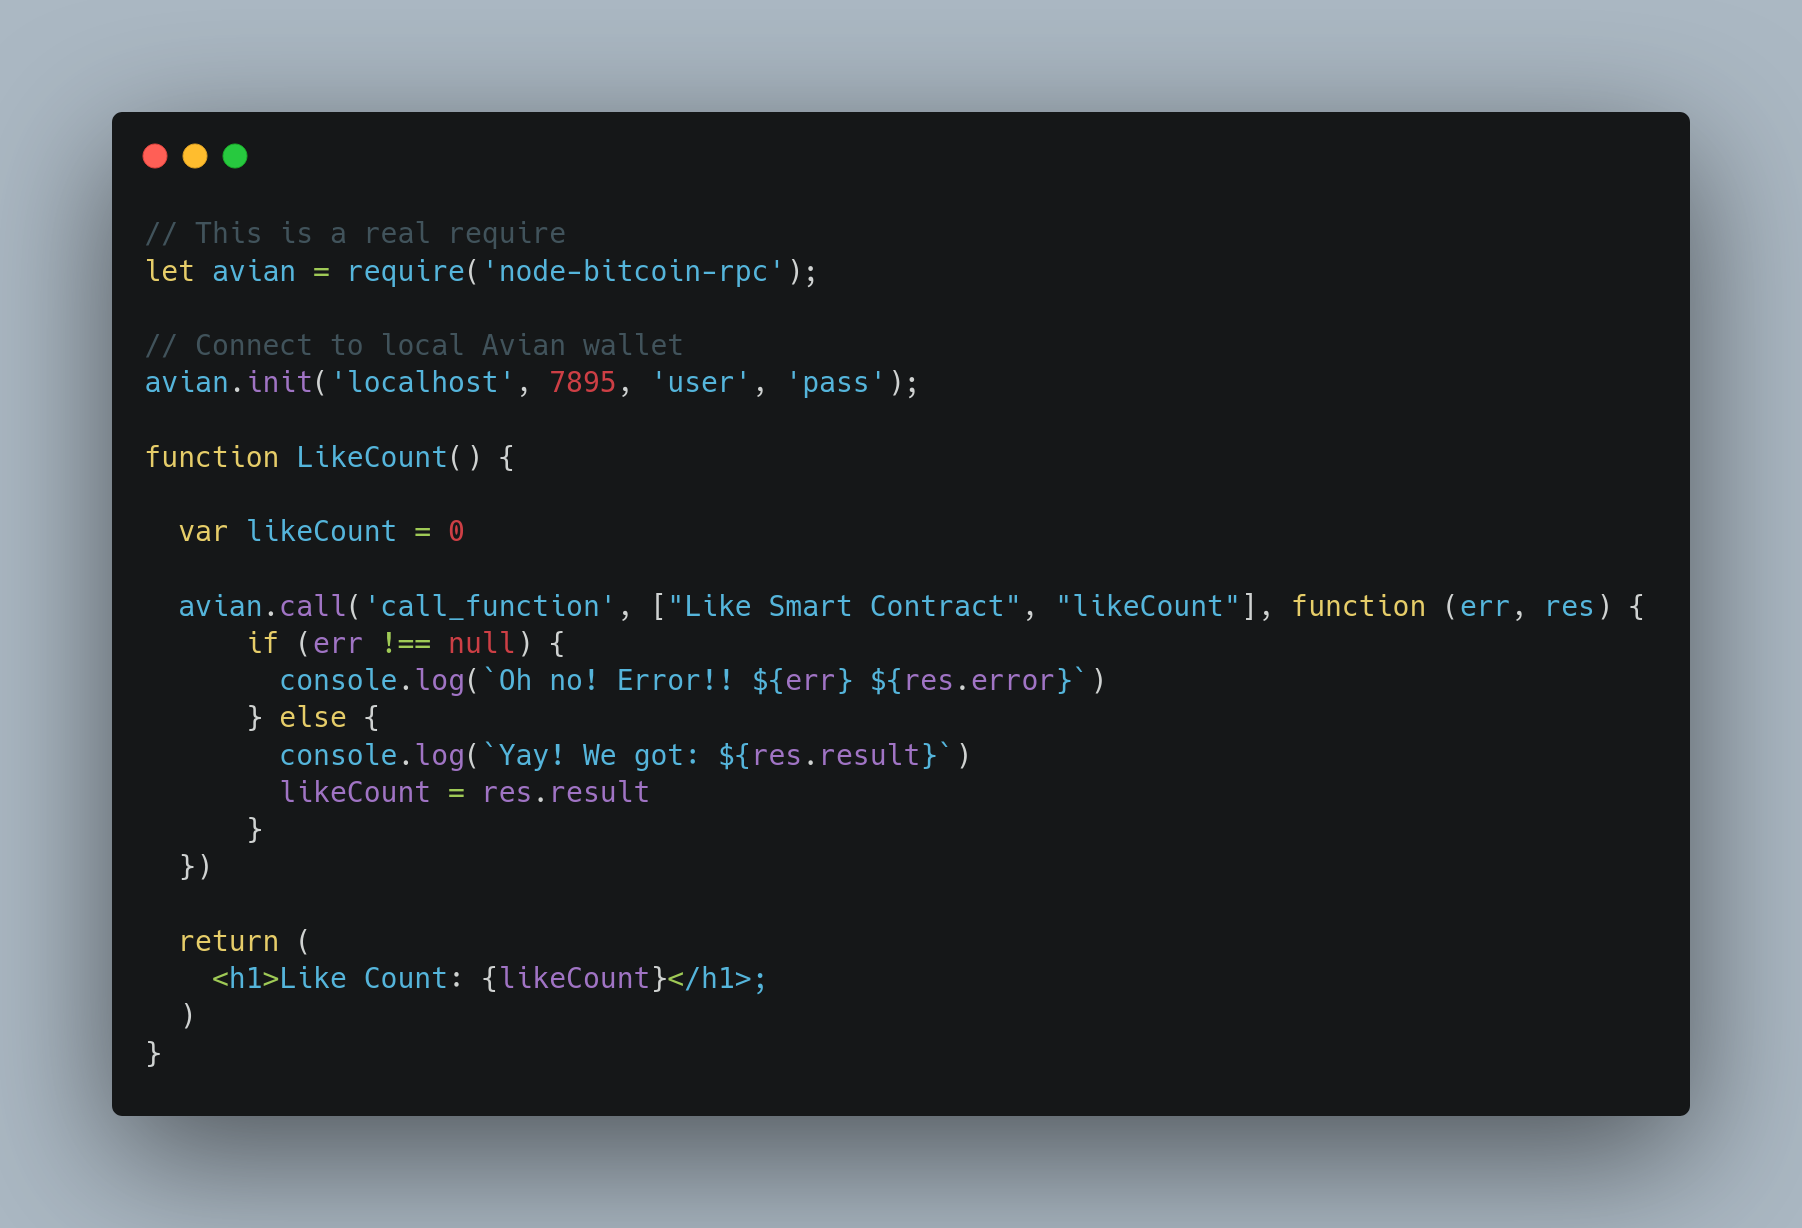 // This is a real require
let avian = require('node-bitcoin-rpc');

// Connect to local Avian wallet
avian.init('localhost', 7895, 'user', 'pass');

function LikeCount() {

  var likeCount = 0

  avian.call('call_function', ["Like Smart Contract", "likeCount"], function (err, res) {
      if (err !== null) {
        console.log(`Oh no! Error!! ${err} ${res.error}`)
      } else {
        console.log(`Yay! We got: ${res.result}`)
        likeCount = res.result
      }
  })

  return (
    <h1>Like Count: {likeCount}</h1>;
  )
}